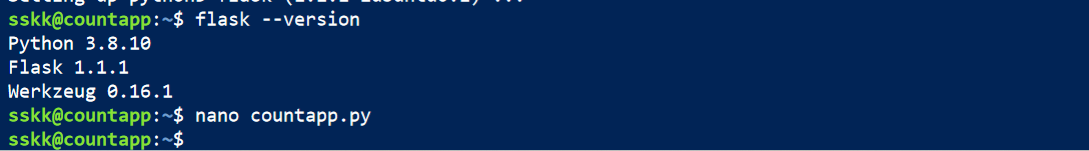 sskk@countapp:~$ flask --version
Python 3.8.10
Flask 1.1.1
Werkzeug 0.16.1
sskk@countapp:~$ nano countapp.py
sskk@countapp:~$